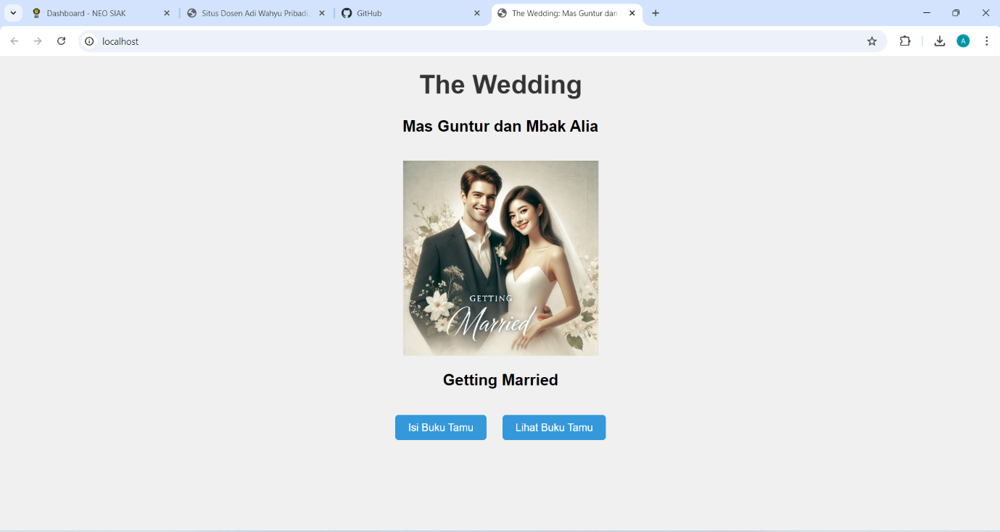 Dashboard - NEO SIAK
Situs Dosen Adi Wahyu Pribadi,
GitHub
The Wedding: Mas Guntur dan
localhost
A
The Wedding
Mas Guntur dan Mbak Alia
GETTING
Married
Getting Married
Isi Buku Tamu
Lihat Buku Tamu